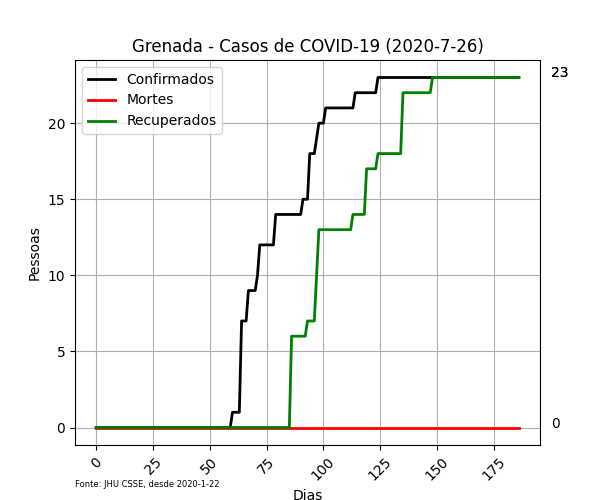 Grenada - Casos de COVID-19 (2020-7-26)
Confirmados
Mortes
Recuperados
23
20
15
10
5
0
0
Pessoas
0
25
50
75
100
125
150
175
Fonte: JHU CSSE, desde 2020-1-22
Dias